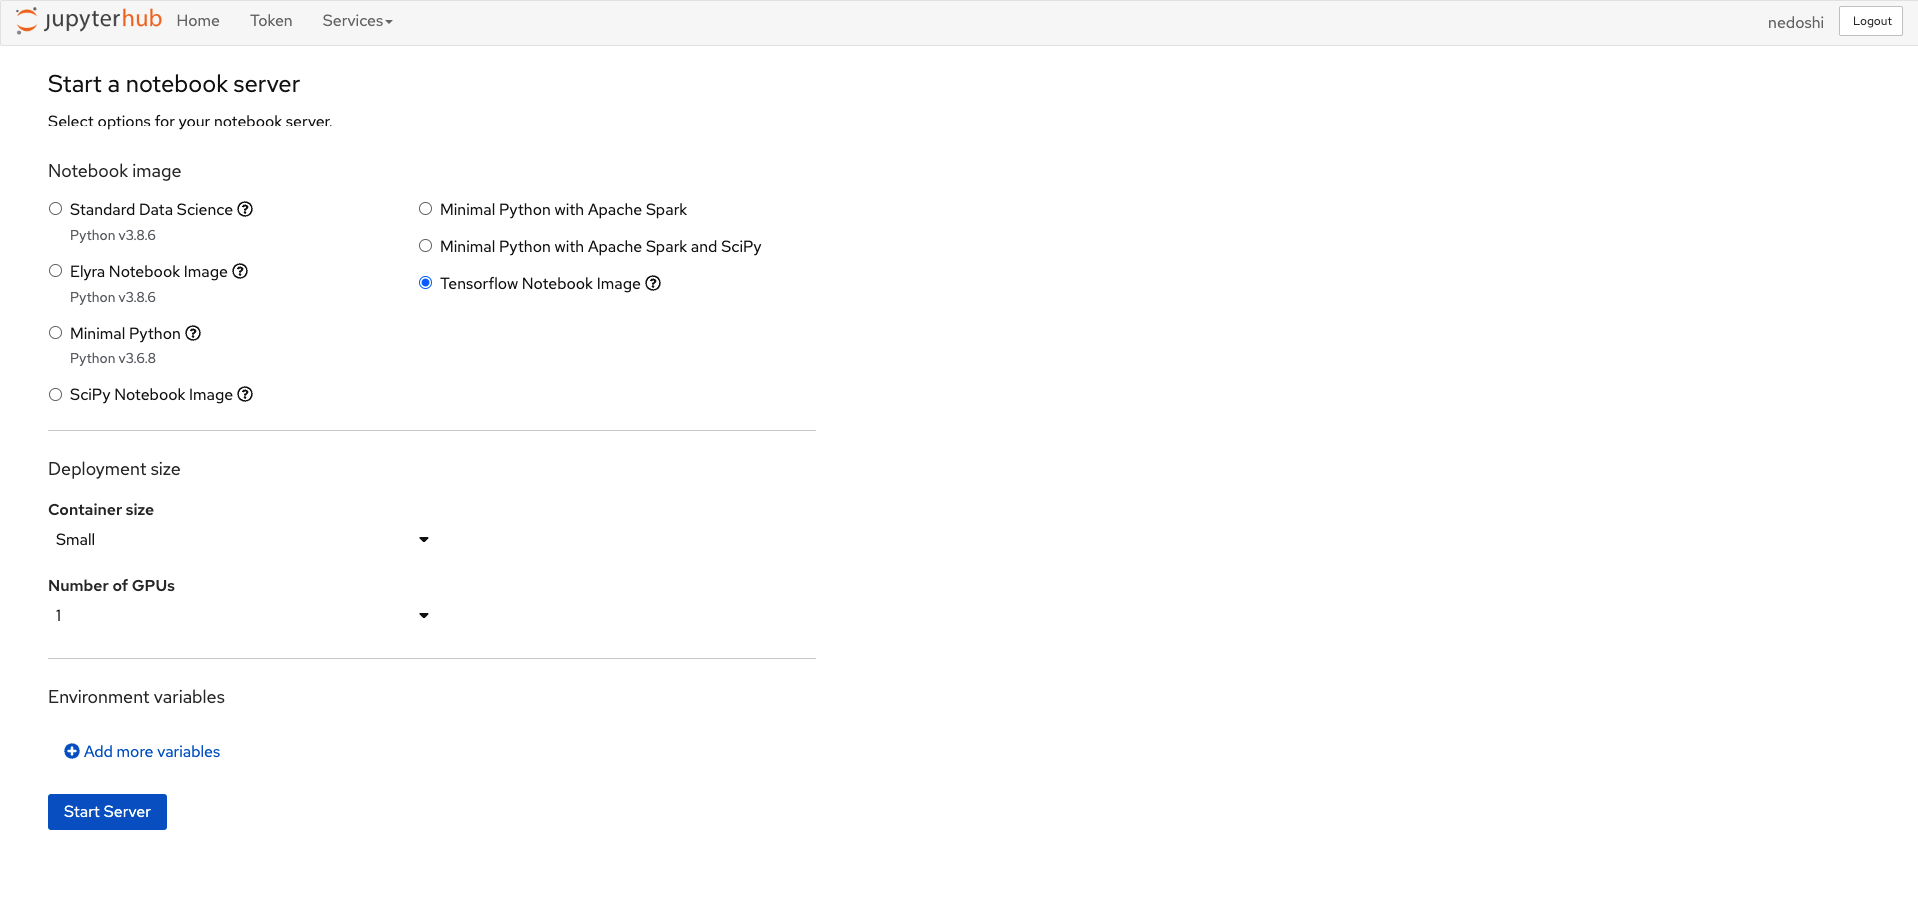 jupyterhub Home Token Services nedoshi Logout
Start a notebook server
Select options for your notebook server.
Notebook image
Standard Data Science
Python v3.8.6
Elyra Notebook Image
Python v3.8.6
Minimal Python
Python v3.6.8
SciPy Notebook Image
Minimal Python with Apache Spark
Minimal Python with Apache Spark and SciPy
Tensorflow Notebook Image
Deployment size
Container size
Small
Number of GPUs
1
Environment variables
Add more variables
Start Server